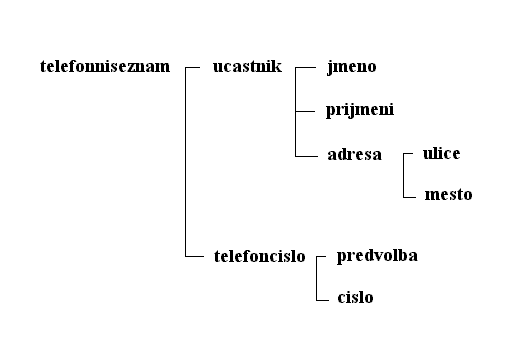 telefonniseznam ucastnik jmeno
prijmeni
adresa ulice
mesto
telefoncislo predvolba
cislo